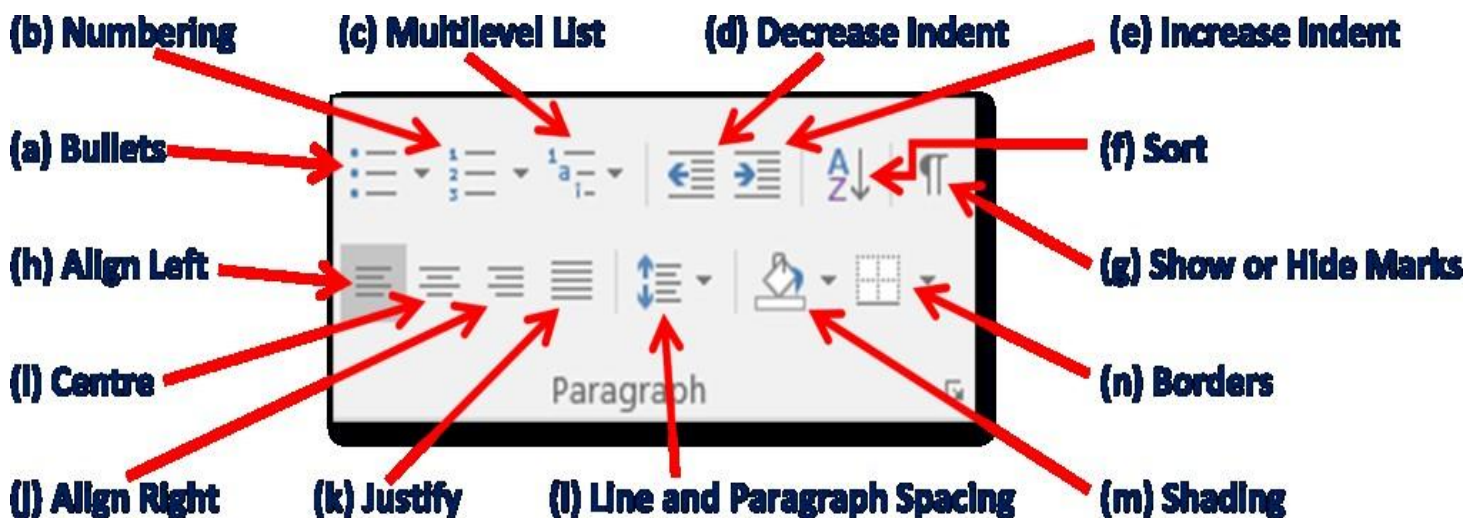 (b) Numbering (c) Multilevel List (d) Decrease Indent (e) Increase Indent
(a) Bullets
(f) Sort
(h) Align Left
(g) Show or Hide Marks
(i) Centre
(n) Borders
Paragraph
(j) Align Right (k) Justify (l) Line and Paragraph Spacing (m) Shading